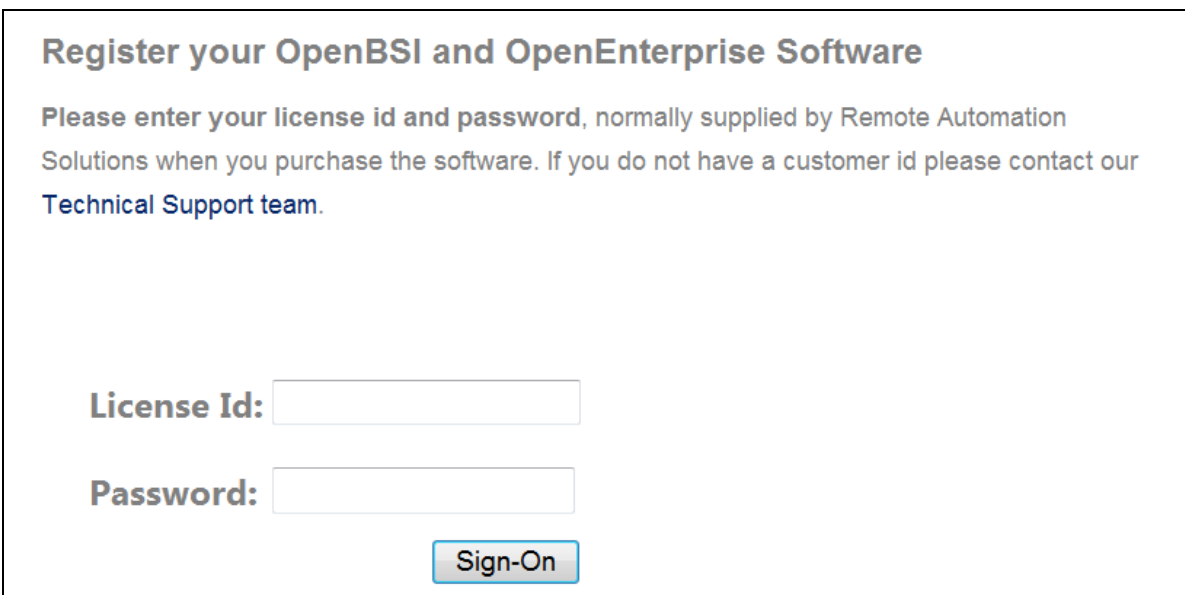 Register your OpenBSI and OpenEnterprise Software
Please enter your license id and password, normally supplied by Remote Automation
Solutions when you purchase the software. If you do not have a customer id please contact our
Technical Support team.
License Id:
Password:
Sign-On